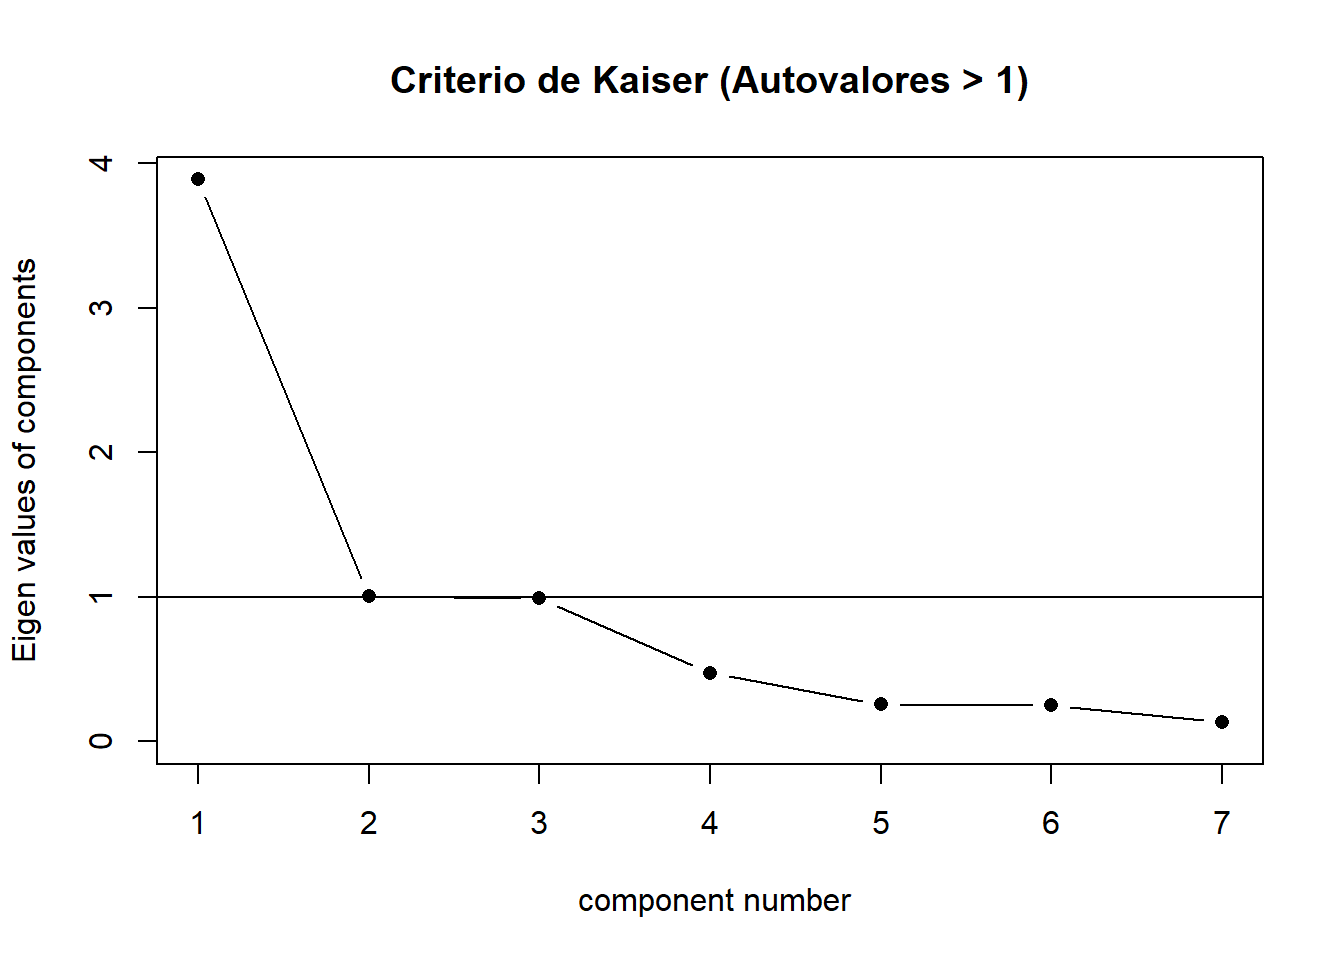 Criterio de Kaiser (Autovalores > 1)
Eigen values of components
4
3
2
1
0
1 2 3 4 5 6 7
component number